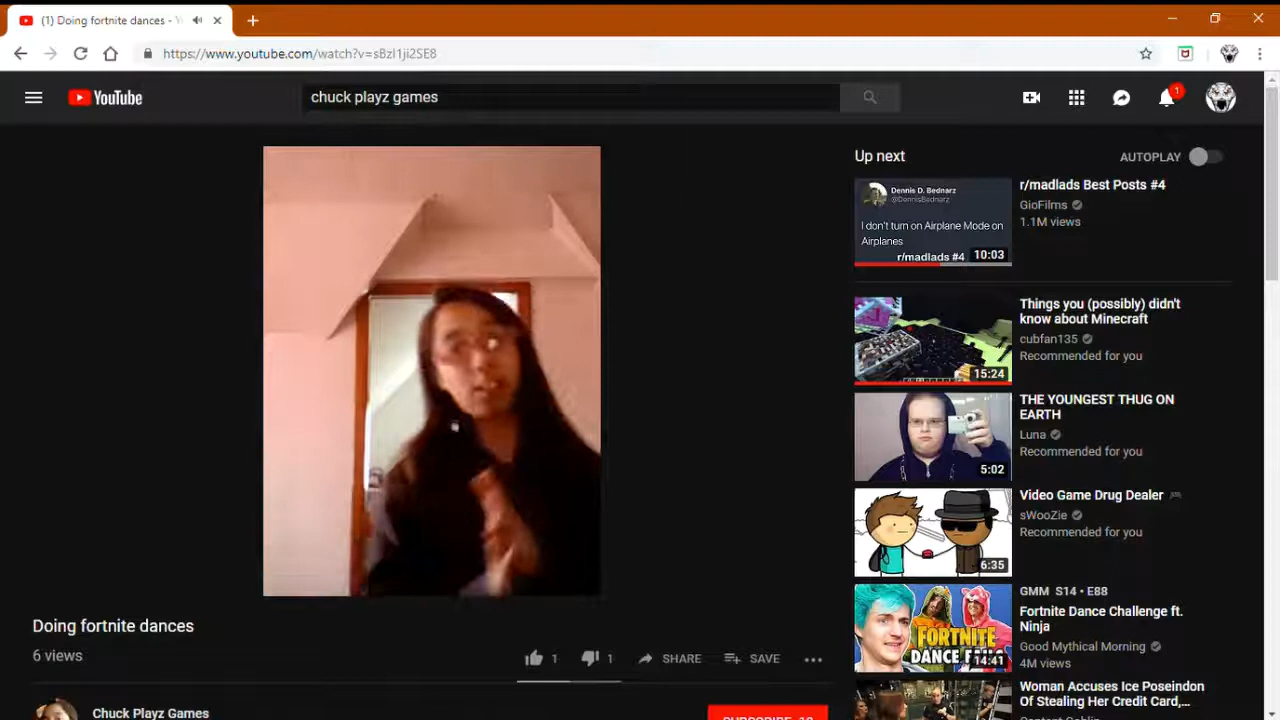 (1) Doing fortnite dances - Y
https://www.youtube.com/watch?v=sBzI1ji2SE8
YouTube
chuck playz games
1
Up next
AUTOPLAY
Dennis D. Bednarz
@DennisBednarz
I don't turn on Airplane Mode on
Airplanes
r/madlads #4
10:03
r/madlads Best Posts #4
GioFilms
1.1M views
15:24
Things you (possibly) didn't
know about Minecraft
cubfan135
Recommended for you
5:02
THE YOUNGEST THUG ON
EARTH
Luna
Recommended for you
6:35
Video Game Drug Dealer
sWooZie
Recommended for you
FORTNITE
14:41
GMM S14 • E88
Fortnite Dance Challenge ft.
Ninja
Good Mythical Morning
4M views
Woman Accuses Ice Poseidon
Of Stealing Her Credit Card,...
Doing fortnite dances
6 views
1
1
SHARE
SAVE
Chuck Playz Games